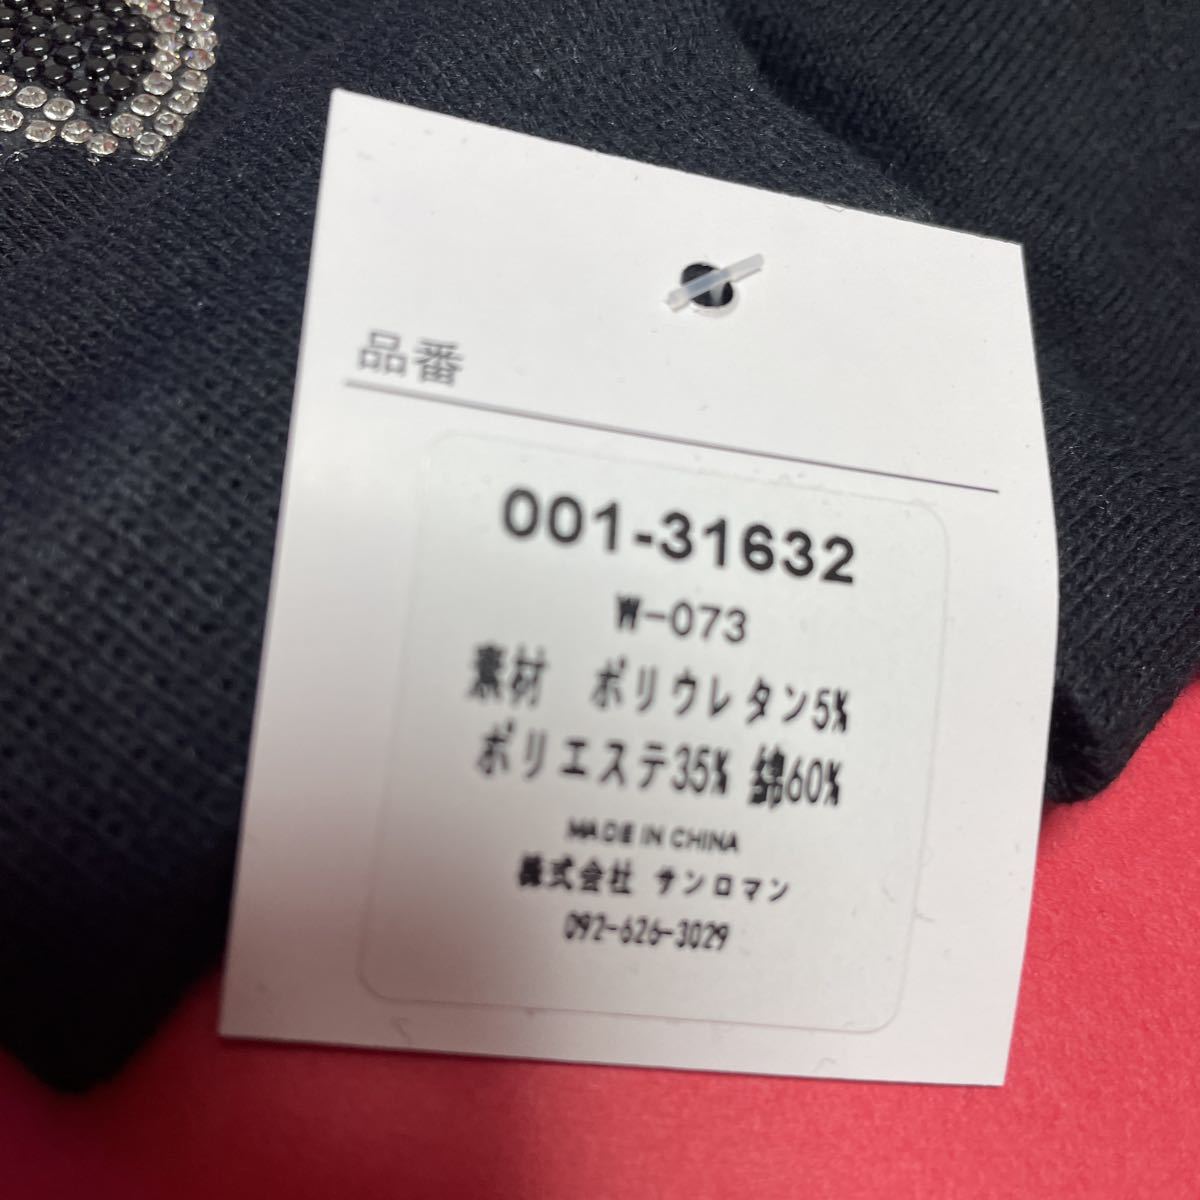 品番
001-31632
W-073
素材　ポリウレタン5%
ポリエステ35% 綿60%
MADE IN CHINA
株式会社 サンロマン
092-626-3029